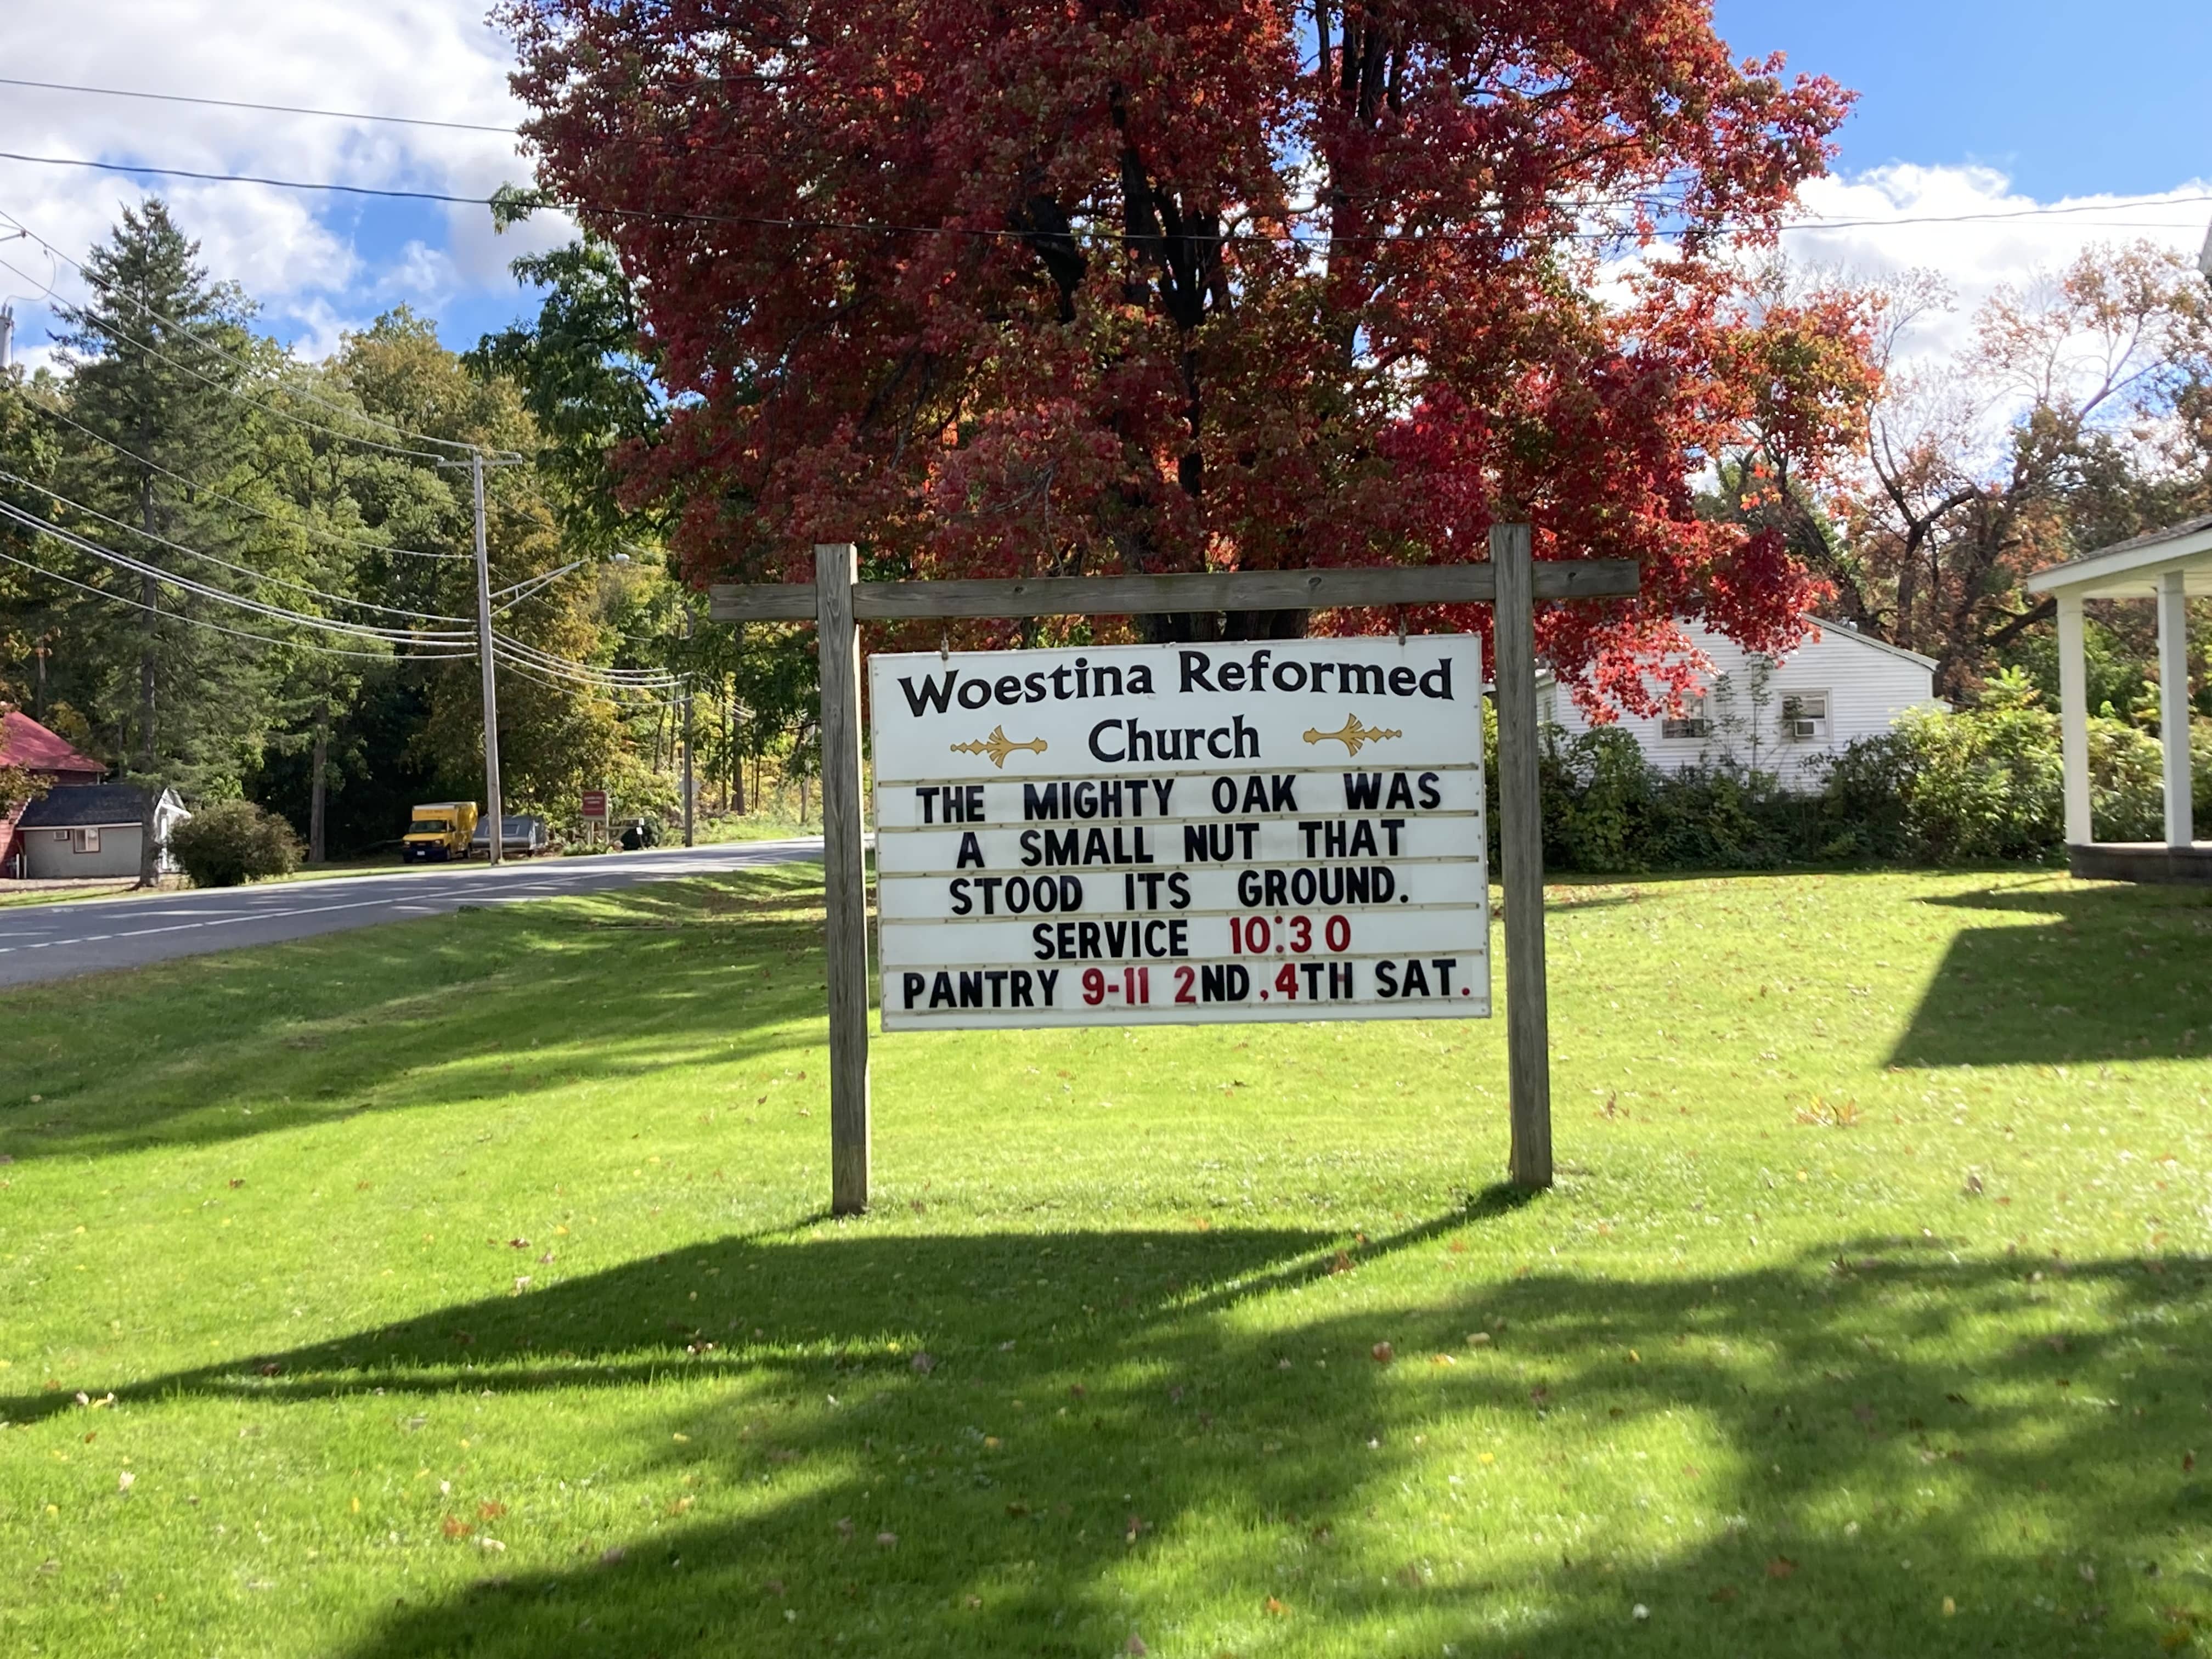 Woestina Reformed
Church
THE MIGHTY OAK WAS
A SMALL NUT THAT
STOOD ITS GROUND.
SERVICE 10:30
PANTRY 9-11 2ND,4TH SAT.